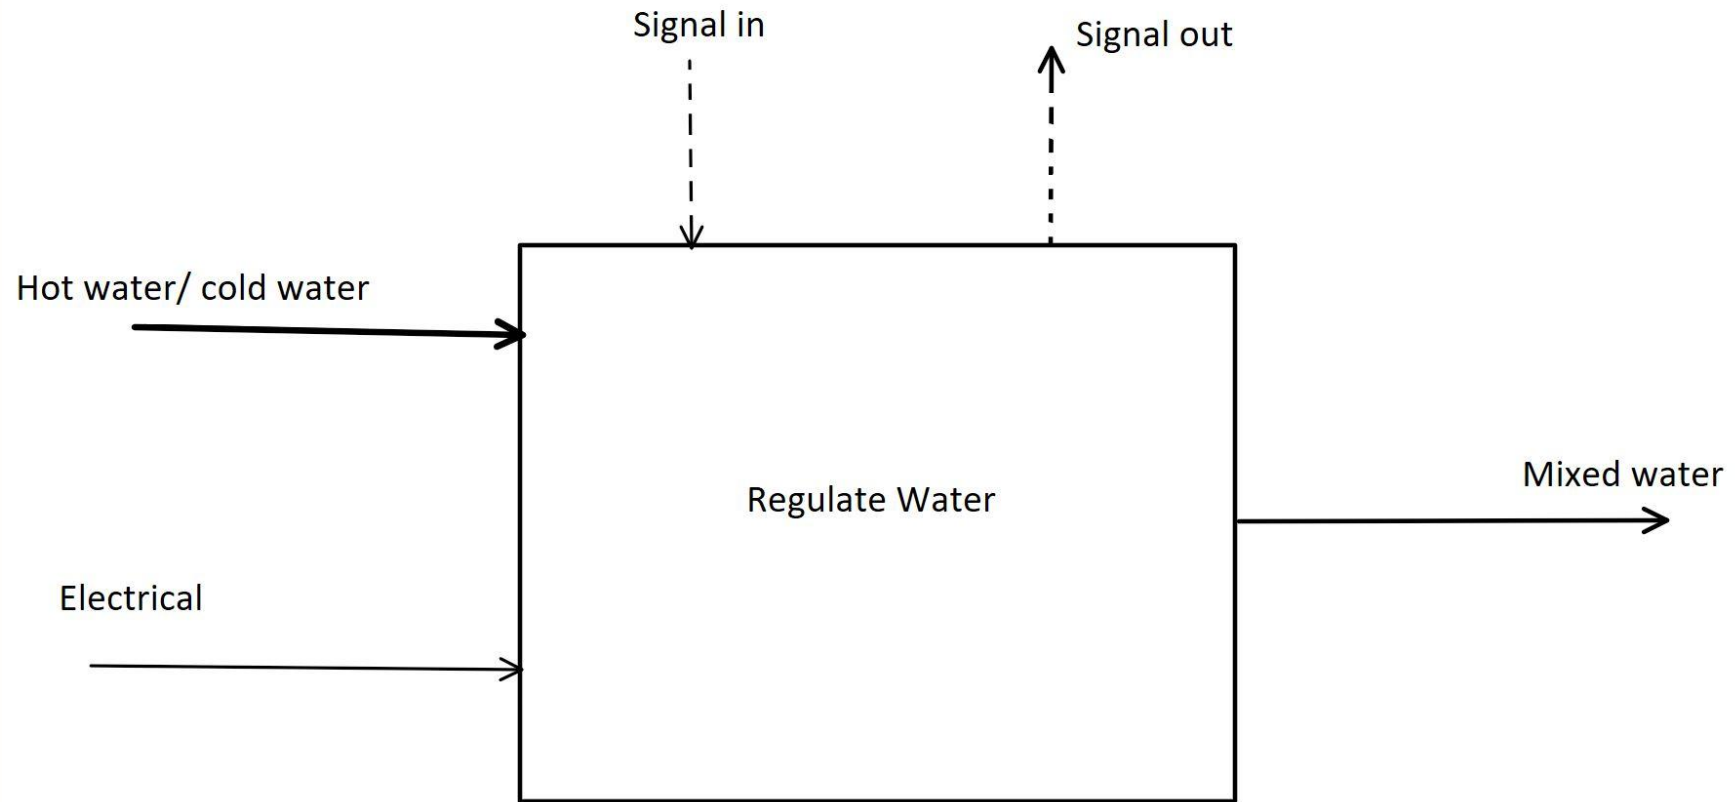 Signal in
Signal out
Hot water/ cold water
Mixed water
Regulate Water
Electrical